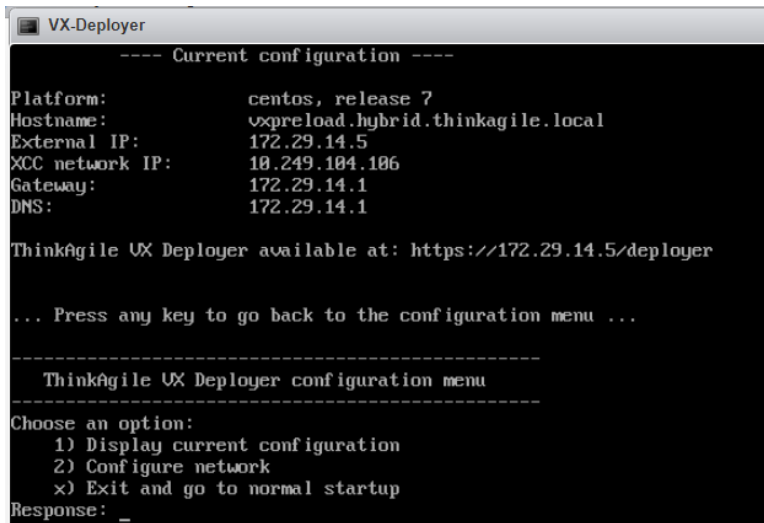 VX-Deployer
---- Current configuration ----
Platform: centos, release 7
Hostname: vxpreload.hybrid.thinkagile.local
External IP: 172.29.14.5
XCC network IP: 10.249.104.106
Gateway: 172.29.14.1
DNS: 172.29.14.1
ThinkAgile VX Deployer available at: https://172.29.14.5/deployer
... Press any key to go back to the configuration menu ...
---------------------------------------------------
ThinkAgile VX Deployer configuration menu
---------------------------------------------------
Choose an option:
1) Display current configuration
2) Configure network
x) Exit and go to normal startup
Response: _